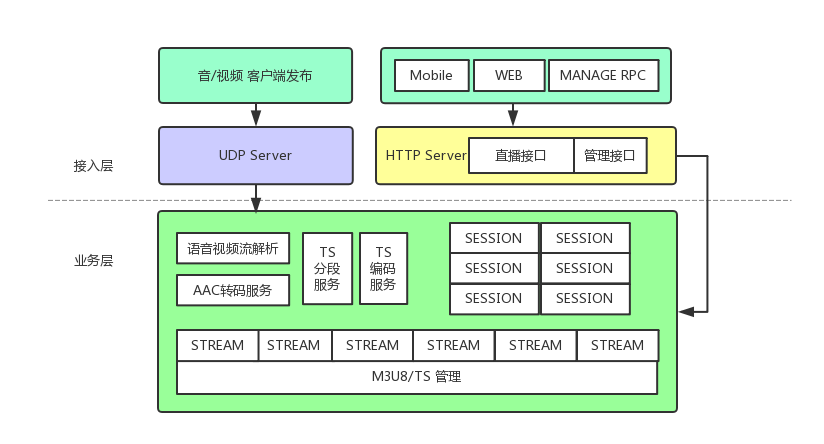 音/视频 客户端发布
Mobile
WEB
MANAGE RPC
接入层
UDP Server
HTTP Server
直播接口
管理接口
业务层
语音视频流解析
AAC转码服务
TS
分段
服务
TS
编码
服务
SESSION
SESSION
SESSION
SESSION
SESSION
SESSION
STREAM
STREAM
STREAM
STREAM
STREAM
STREAM
M3U8/TS 管理